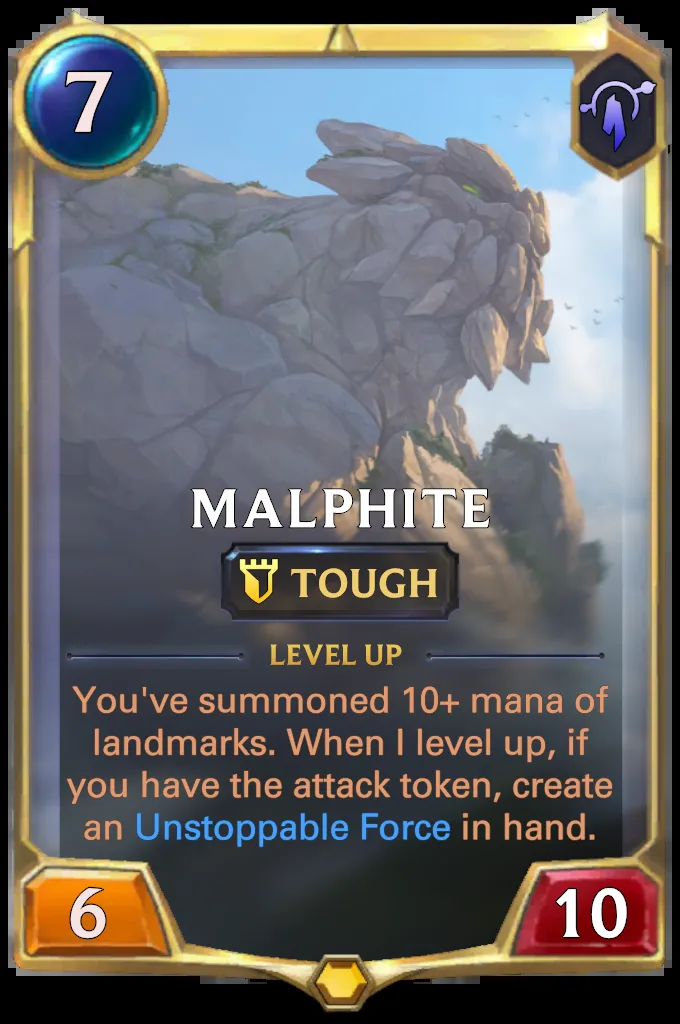 7
MALPHITE
TOUGH
LEVEL UP
You've summoned 10+ mana of
landmarks. When I level up, if
you have the attack token, create
an Unstoppable Force in hand.
6
10